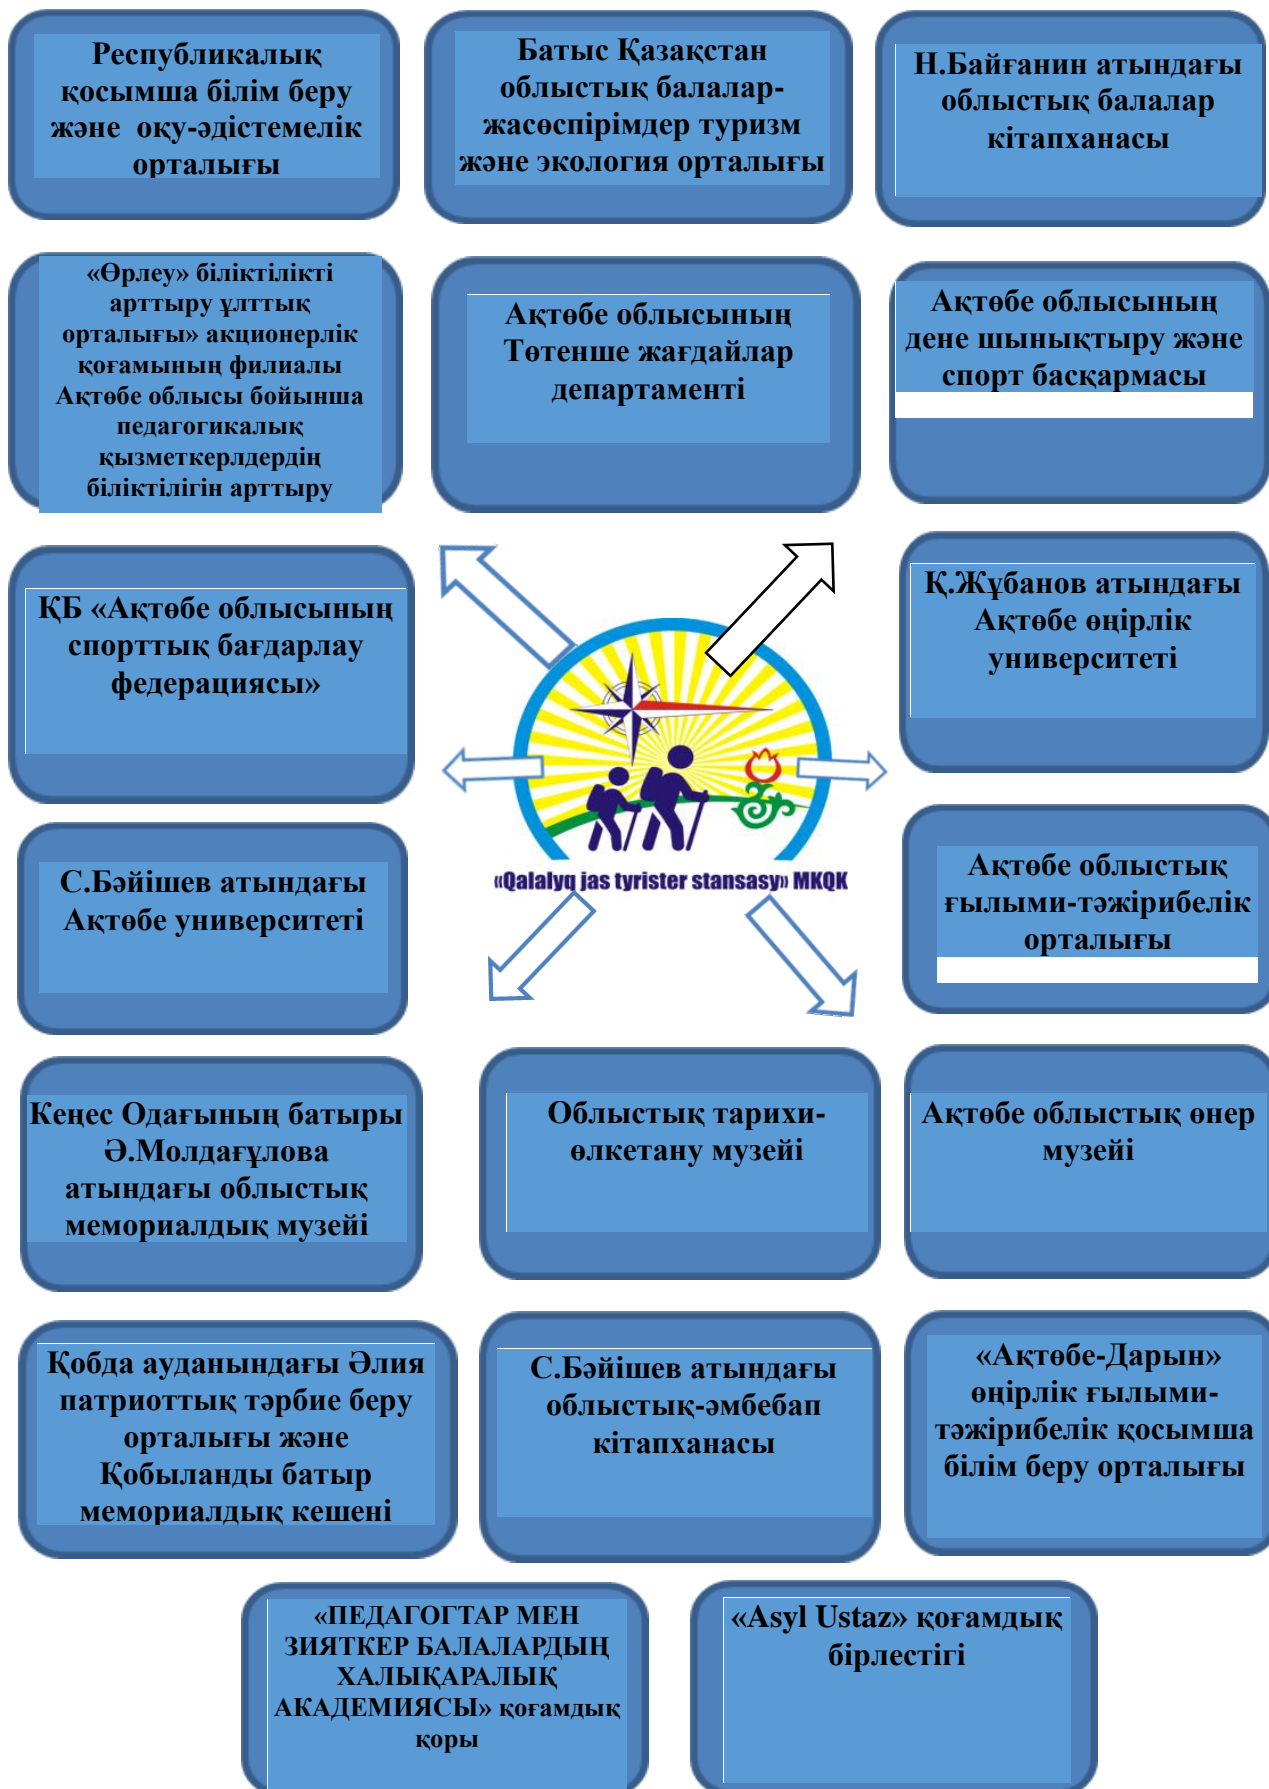 Республикалық
қосымша білім беру
және оқу-әдістемелік
орталығы
Батыс Қазақстан
облыстық балалар-
жасөспірімдер туризм
және экология орталығы
Н.Байғанин атындағы
облыстық балалар
кітапханасы
«Өрлеу» біліктілікті
арттыру ұлттық
орталығы» акционерлік
қоғамының филиалы
Ақтөбе облысы бойынша
педагогикалық
қызметкерлдердің
біліктілігін арттыру
Ақтөбе облысының
Төтенше жағдайлар
департаменті
Ақтөбе облысының
дене шынықтыру және
спорт басқармасы
ҚБ «Ақтөбе облысының
спорттық бағдарлау
федерациясы»
Қ.Жұбанов атындағы
Ақтөбе өңірлік
университеті
«Qalalyq jas tyrister stansasy» MKQK
С.Бәйішев атындағы
Ақтөбе университеті
Ақтөбе облыстық
ғылыми-тәжірибелік
орталығы
Кеңес Одағының батыры
Ә.Молдағұлова
атындағы облыстық
мемориалдық музейі
Облыстық тарихи-
өлкетану музейі
Ақтөбе облыстық өнер
музейі
Қобда ауданындағы Әлия
патриоттық тәрбие беру
орталығы және
Қобыланды батыр
мемориалдық кешені
С.Бәйішев атындағы
облыстық-әмбебап
кітапханасы
«Ақтөбе-Дарын»
өңірлік ғылыми-
тәжірибелік қосымша
білім беру орталығы
«ПЕДАГОГТАР МЕН
ЗИЯТКЕР БАЛАЛАРДЫҢ
ХАЛЫҚАРАЛЫҚ
АКАДЕМИЯСЫ» қоғамдық
қоры
«Asyl Ustaz» қоғамдық
бірлестігі